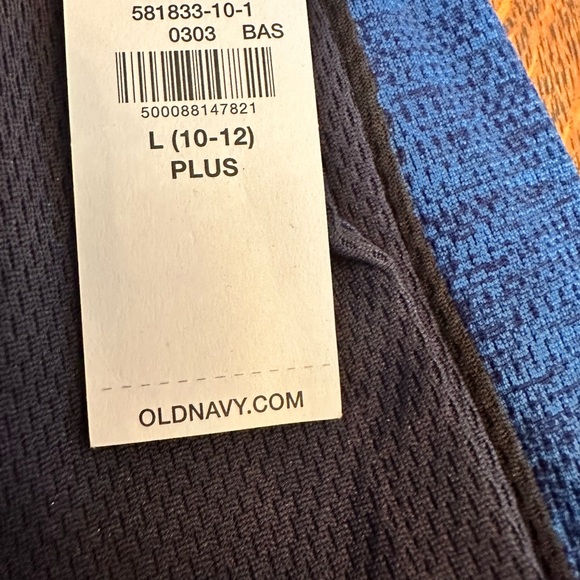 581833-10-1
0303 BAS
500088147821
L (10-12)
PLUS
OLDNAVY.COM